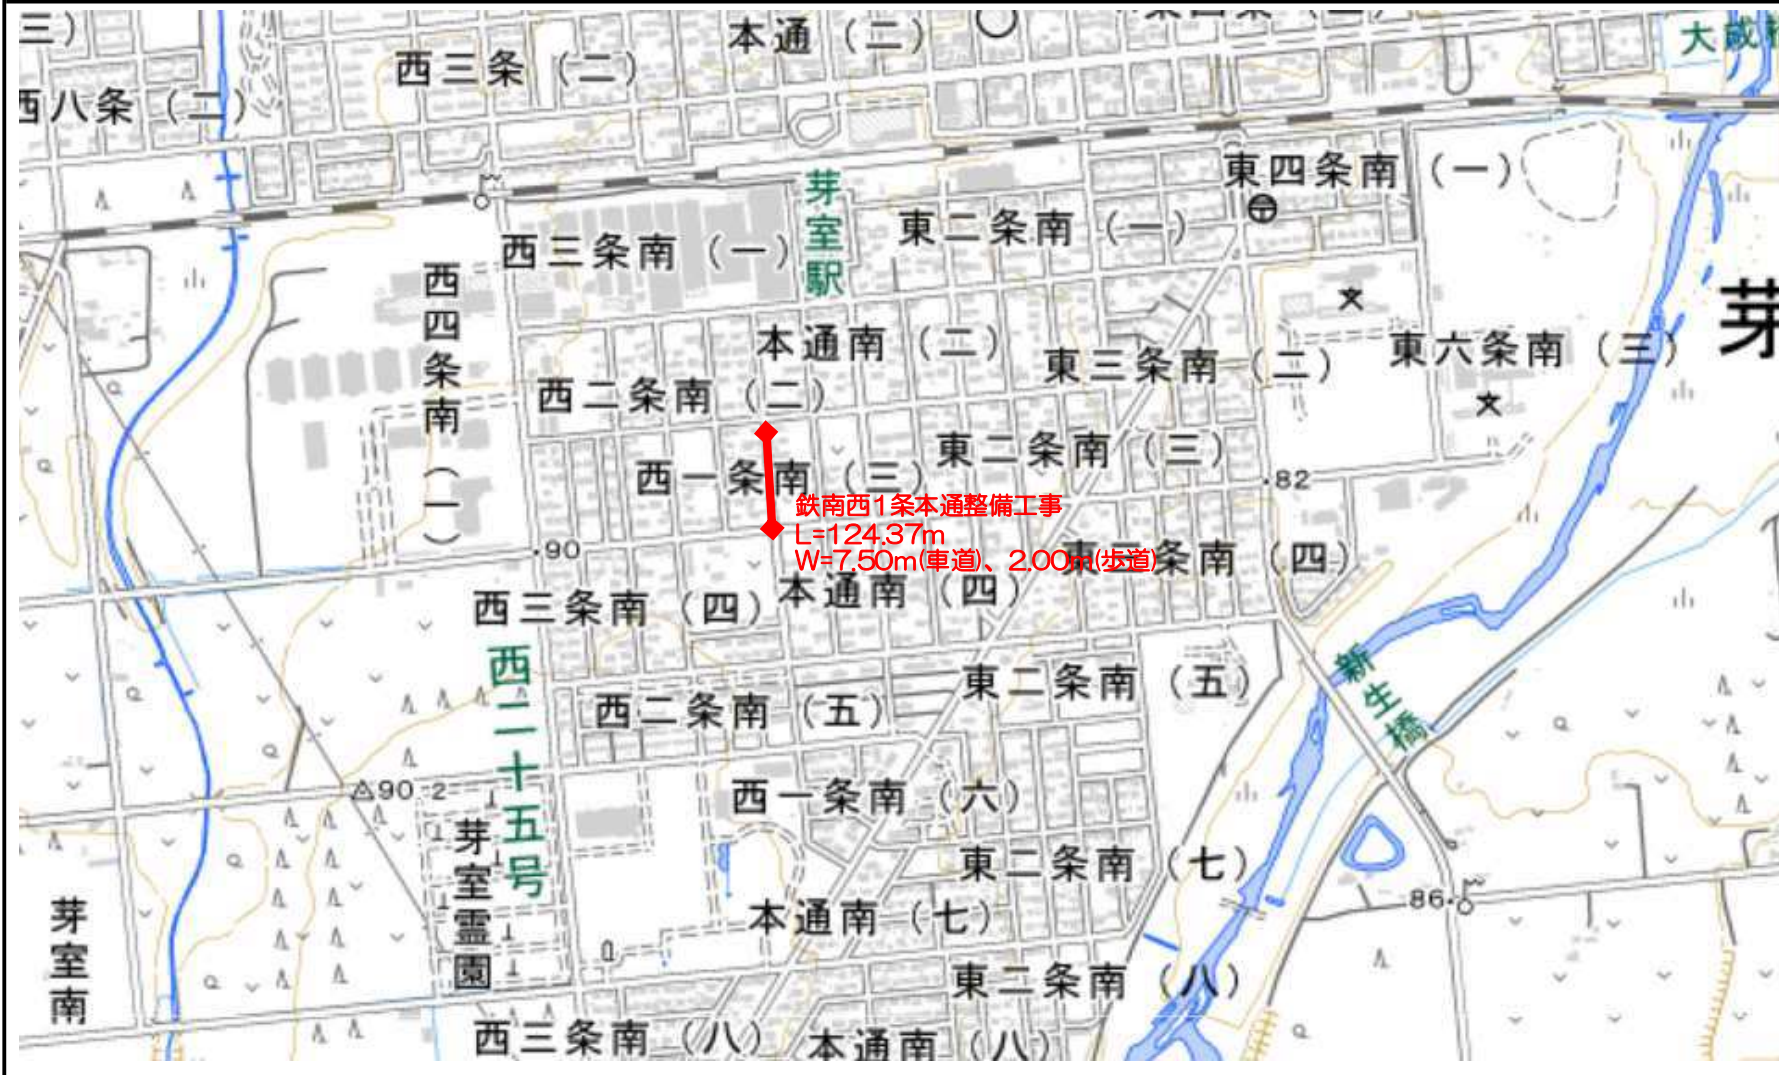 三）
西三条（二）
本通（二）
大成
西八条（二）
芽室駅
東四条南（一）
東二条南（一）
西三条南（一）
西四条南（一）
芽
本通南（二）
東三条南（二）
東六条南（三）
西二条南（二）
東二条南（三）
西一条南（三）
82
鉄南西1条本通整備工事
L=124.37m
W=7.50m(車道)、2.00m(歩道)
90
東二条南（四）
本通南（四）
西三条南（四）
西二十五号
新生橋
東二条南（五）
西二条南（五）
90.2
西一条南（六）
芽室霊園
東二条南（七）
86
芽室南
本通南（七）
東二条南（八）
西三条南（八）
本通南（八）